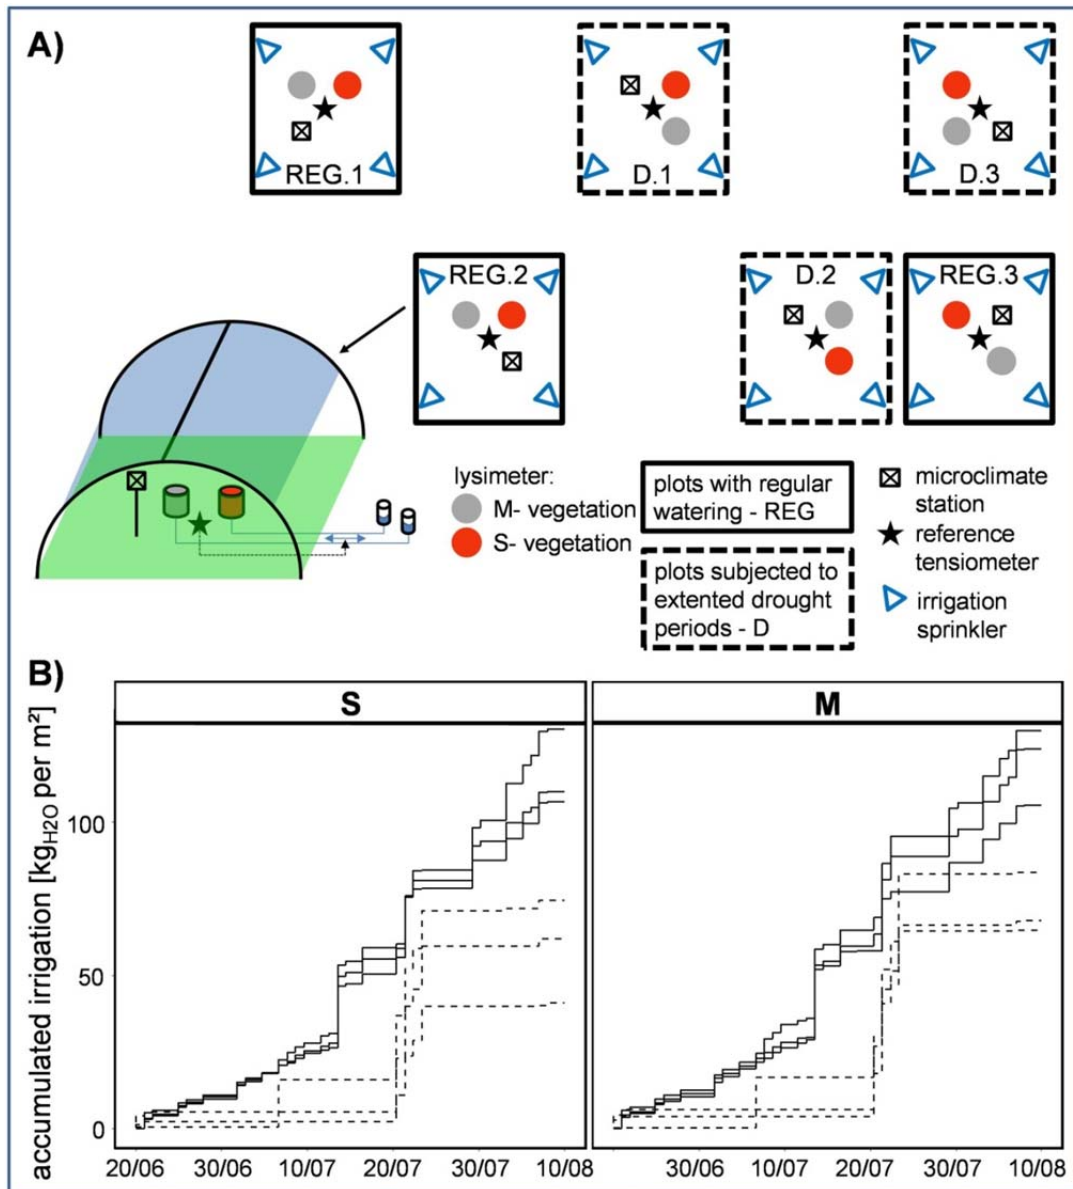 A)
REG.1
D.1
D.3
REG.2
D.2
REG.3
lysimeter:
M- vegetation
S- vegetation
plots with regular
watering - REG
plots subjected to
extented drought
periods - D
microclimate
station
reference
tensiometer
irrigation
sprinkler
B)
accumulated irrigation [kg_H2O per m²]
S
M
100
50
0
20/06 30/06 10/07 20/07 30/07 10/08
30/06 10/07 20/07 30/07 10/08